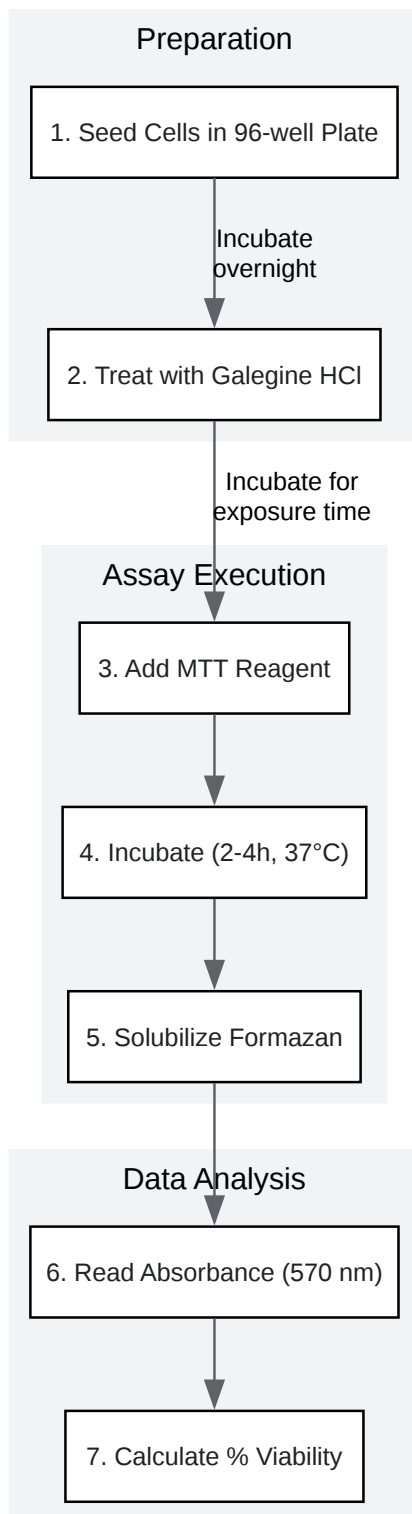 Preparation
1. Seed Cells in 96-well Plate
Incubate
overnight
2. Treat with Galegine HCl
Incubate for
exposure time
Assay Execution
3. Add MTT Reagent
4. Incubate (2-4h, 37°C)
5. Solubilize Formazan
Data Analysis
6. Read Absorbance (570 nm)
7. Calculate % Viability